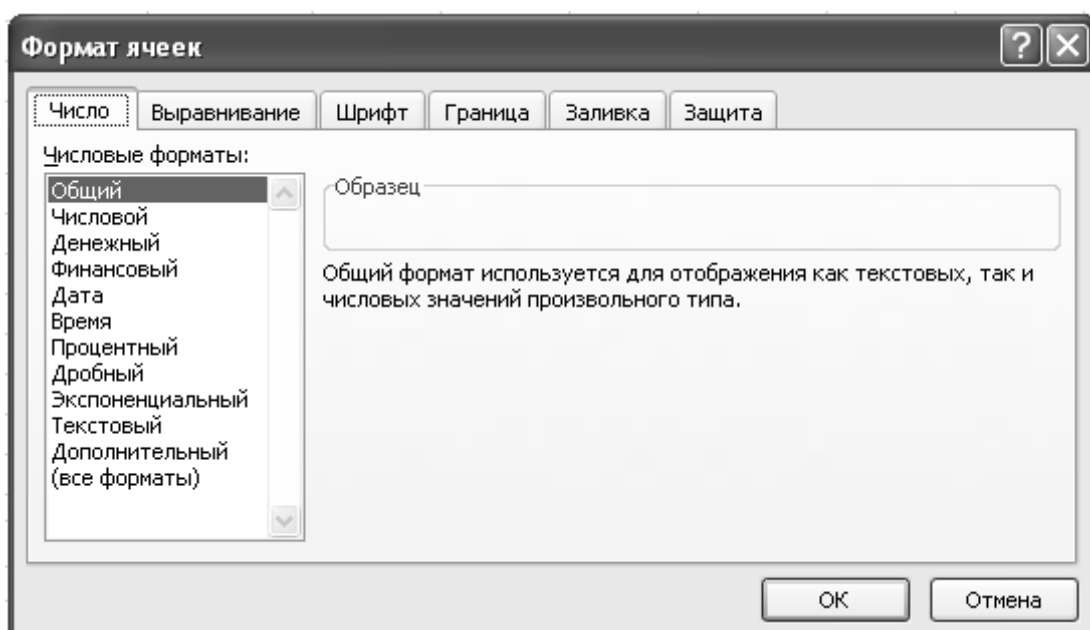 Формат ячеек
Число Выравнивание Шрифт Граница Заливка Защита
Числовые форматы:
Общий
Числовой
Денежный
Финансовый
Дата
Время
Процентный
Дробный
Экспоненциальный
Текстовый
Дополнительный
(все форматы)
Образец
Общий формат используется для отображения как текстовых, так и
числовых значений произвольного типа.
ОК Отмена